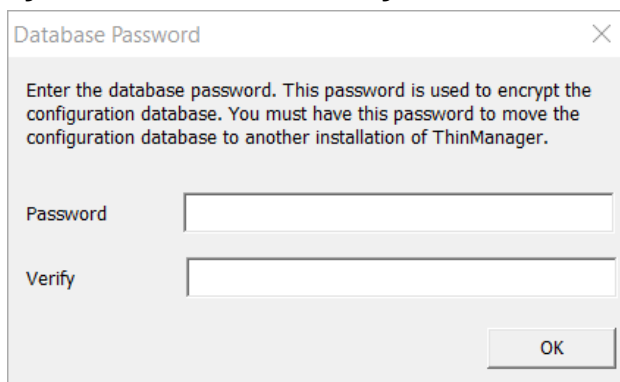 Database Password
Enter the database password. This password is used to encrypt the
configuration database. You must have this password to move the
configuration database to another installation of ThinManager.
Password
Verify
OK